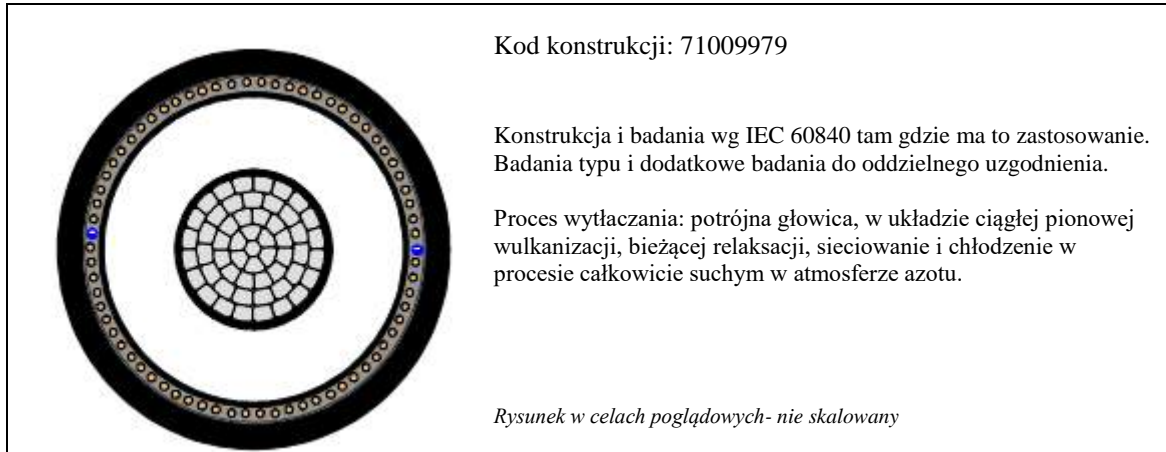 Kod konstrukcji: 71009979
Konstrukcja i badania wg IEC 60840 tam gdzie ma to zastosowanie.
Badania typu i dodatkowe badania do oddzielnego uzgodnienia.
Proces wytłaczania: potrójna głowica, w układzie ciągłej pionowej
wulkanizacji, bieżącej relaksacji, sieciowanie i chłodzenie w
procesie całkowicie suchym w atmosferze azotu.
Rysunek w celach poglądowych- nie skalowany